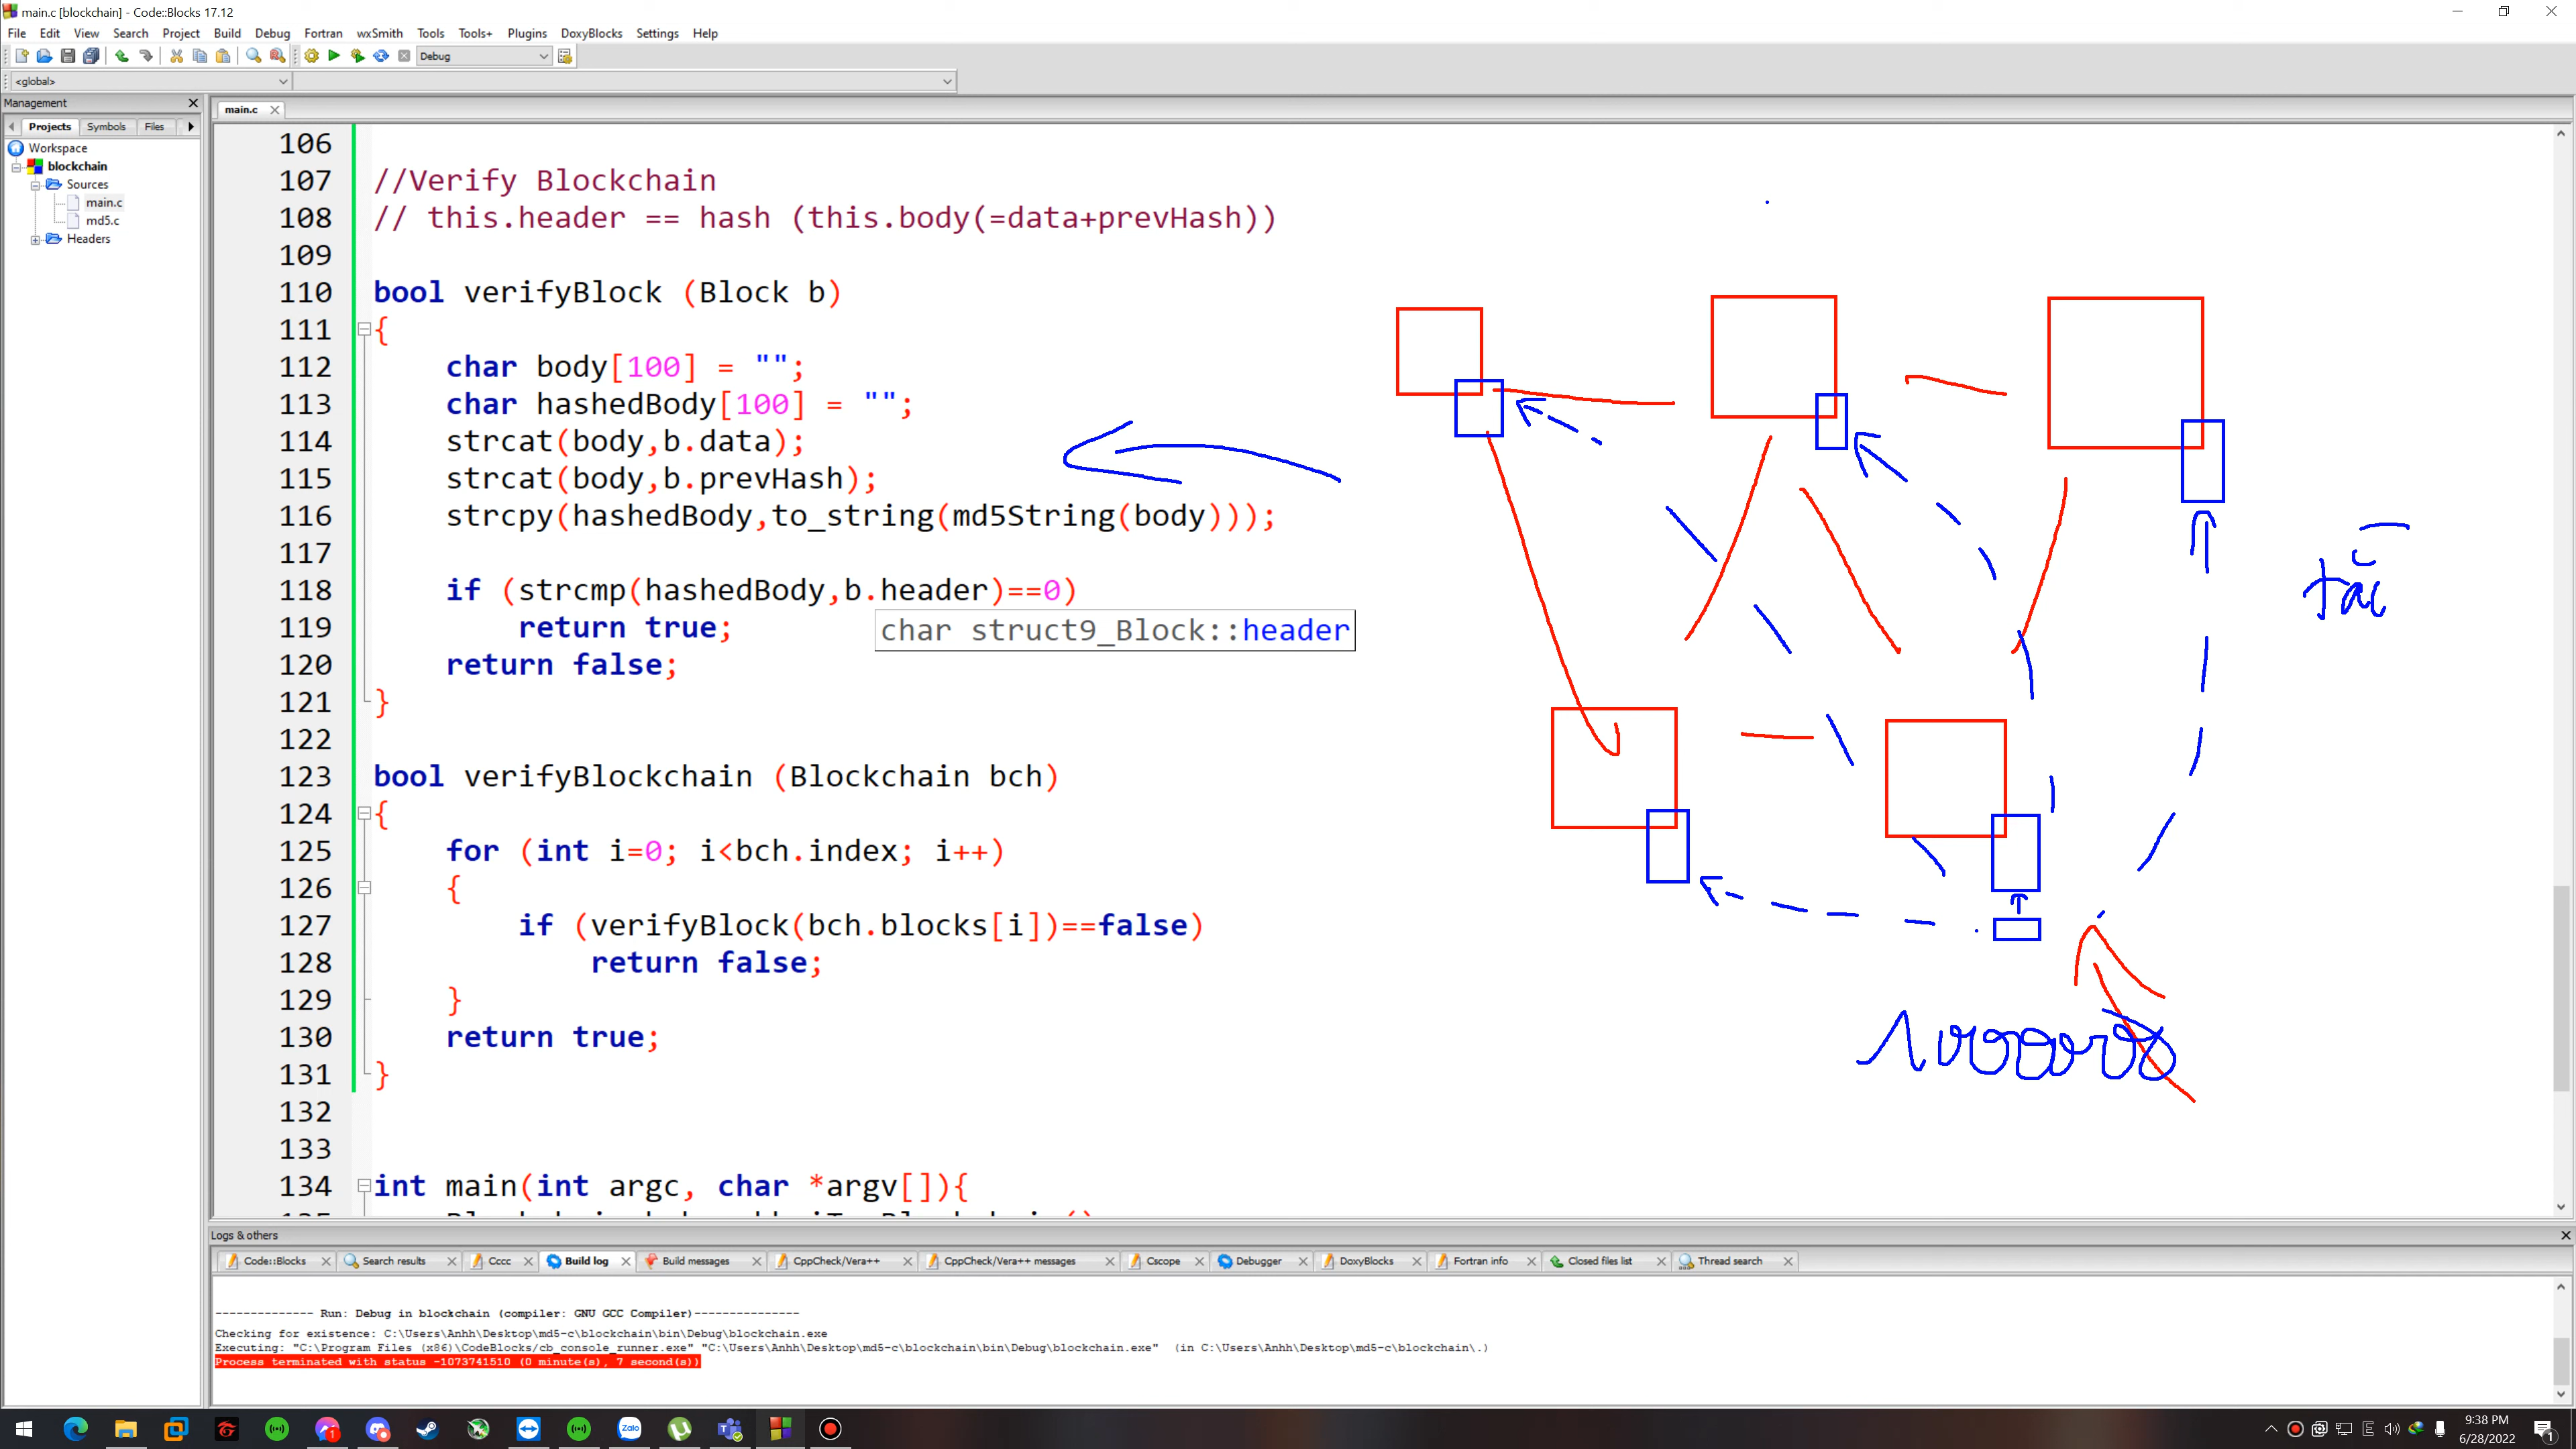 main.c [blockchain] - Code::Blocks 17.12
File Edit View Search Project Build Debug Fortran wxSmith Tools Tools+ Plugins DoxyBlocks Settings Help
Debug
<global>
Management
Projects Symbols Files
Workspace
blockchain
Sources
main.c
md5.c
Headers
main.c
106
107 //Verify Blockchain
108 // this.header == hash (this.body(=data+prevHash))
109
110 bool verifyBlock (Block b)
111 {
112 char body[100] = "";
113 char hashedBody[100] = "";
114 strcat(body,b.data);
115 strcat(body,b.prevHash);
116 strcpy(hashedBody,to_string(md5String(body)));
117
118 if (strcmp(hashedBody,b.header)==0)
119 return true;
char struct9_Block::header
120 return false;
121 }
122
123 bool verifyBlockchain (Blockchain bch)
124 {
125 for (int i=0; i<bch.index; i++)
126 {
127 if (verifyBlock(bch.blocks[i])==false)
128 return false;
129 }
130 return true;
131 }
132
133
134 int main(int argc, char *argv[]){
Logs & others
Code::Blocks Search results Cccc Build log Build messages CppCheck/Vera++ CppCheck/Vera++ messages Cscope Debugger DoxyBlocks Fortran info Closed files list Thread search
-------------- Run: Debug in blockchain (compiler: GNU GCC Compiler)---------------
Checking for existence: C:\Users\Anhh\Desktop\md5-c\blockchain\bin\Debug\blockchain.exe
Executing: "C:\Program Files (x86)\CodeBlocks/cb_console_runner.exe" "C:\Users\Anhh\Desktop\md5-c\blockchain\bin\Debug\blockchain.exe" (in C:\Users\Anhh\Desktop\md5-c\blockchain\.)
Process terminated with status -1073741510 (0 minute(s), 7 second(s))
Zalo
9:38 PM
6/28/2022